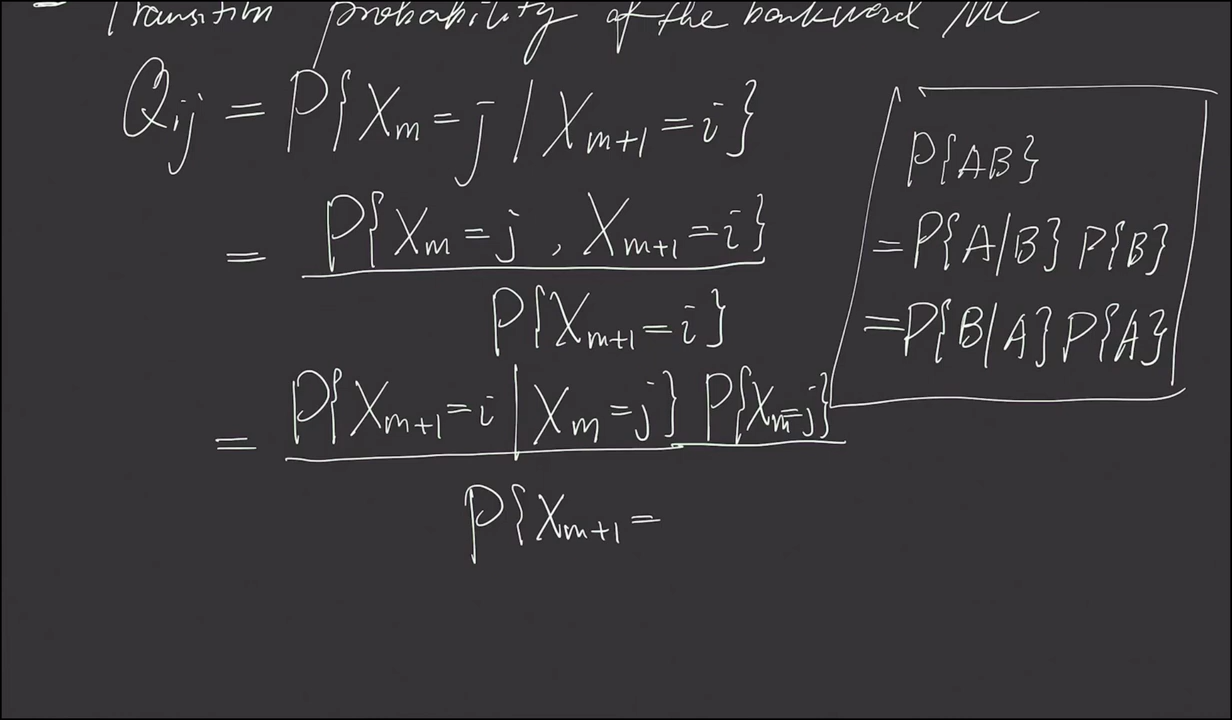 - Transition probability of the backward MC
Qij = P{Xm = j | Xm+1 = i}
= P{Xm = j , Xm+1 = i}
P{Xm+1 = i}
= P{Xm+1 = i | Xm = j} P{Xm = j}
P{Xm+1 =
P{AB}
= P{A|B} P{B}
= P{B|A} P{A}